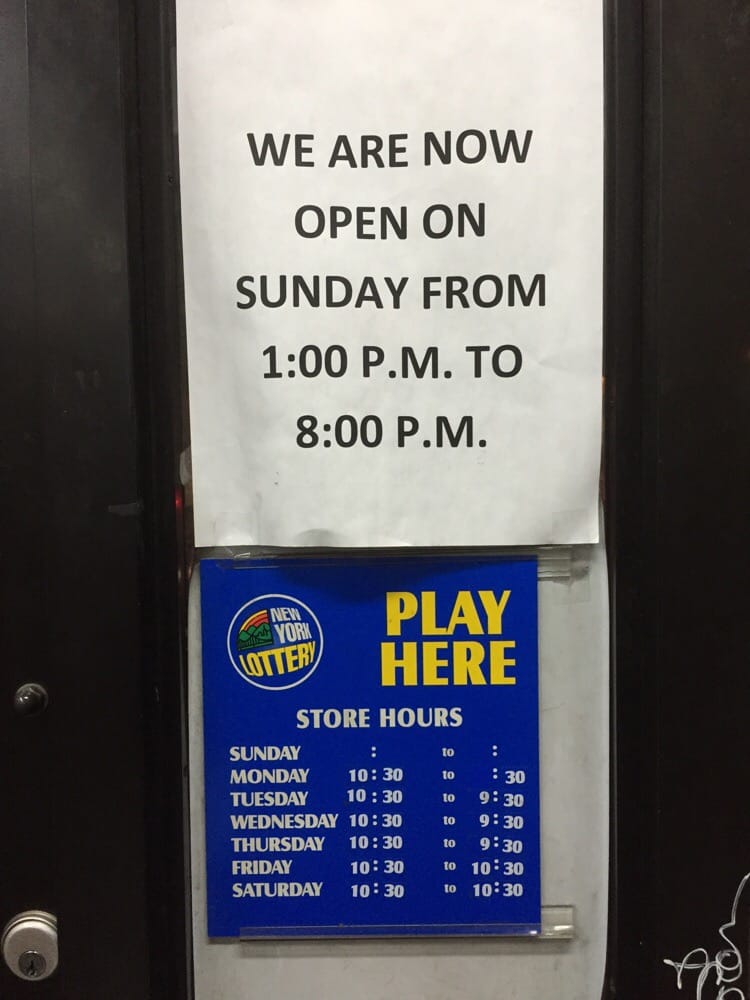 WE ARE NOW
OPEN ON
SUNDAY FROM
1:00 P.M. TO
8:00 P.M.
NEW
YORK
LOTTERY
PLAY
HERE
STORE HOURS
SUNDAY : to :
MONDAY 10:30 to :30
TUESDAY 10:30 to 9:30
WEDNESDAY 10:30 to 9:30
THURSDAY 10:30 to 9:30
FRIDAY 10:30 to 10:30
SATURDAY 10:30 to 10:30